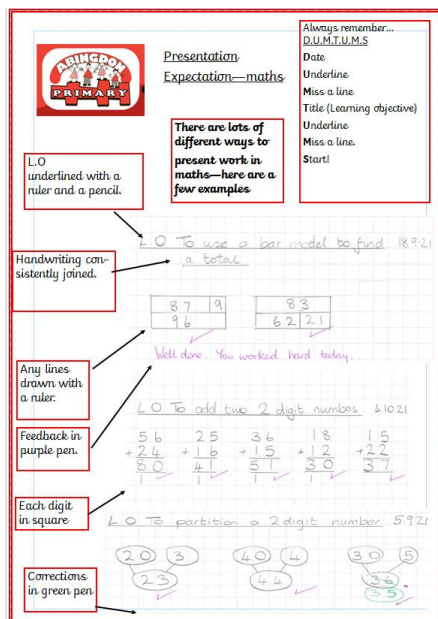 ABINGDON
PRIMARY
Presentation
Expectation—maths
Always remember...
D.U.M.T.U.M.S
Date
Underline
Miss a line
Title (Learning objective)
Underline
Miss a line.
Start!
There are lots of
different ways to
present work in
maths—here are a
few examples
L.O
underlined with a
ruler and a pencil.
L O To use a bar model to find 18.9.21
a total
Handwriting con-
sistently joined.
87 9
96
83
62 21
Well done. You worked hard today.
Any lines
drawn with
a ruler.
L O To add two 2 digit numbers 4.10.21
Feedback in
purple pen.
56 25 36 18 15
+24 +16 +15 +12 +22
80 41 51 30 37
1 1 1 1
Each digit
in square
L O To partition a 2 digit number 5.9.21
20 3 40 4 30 5
23 44 36
35
Corrections
in green pen